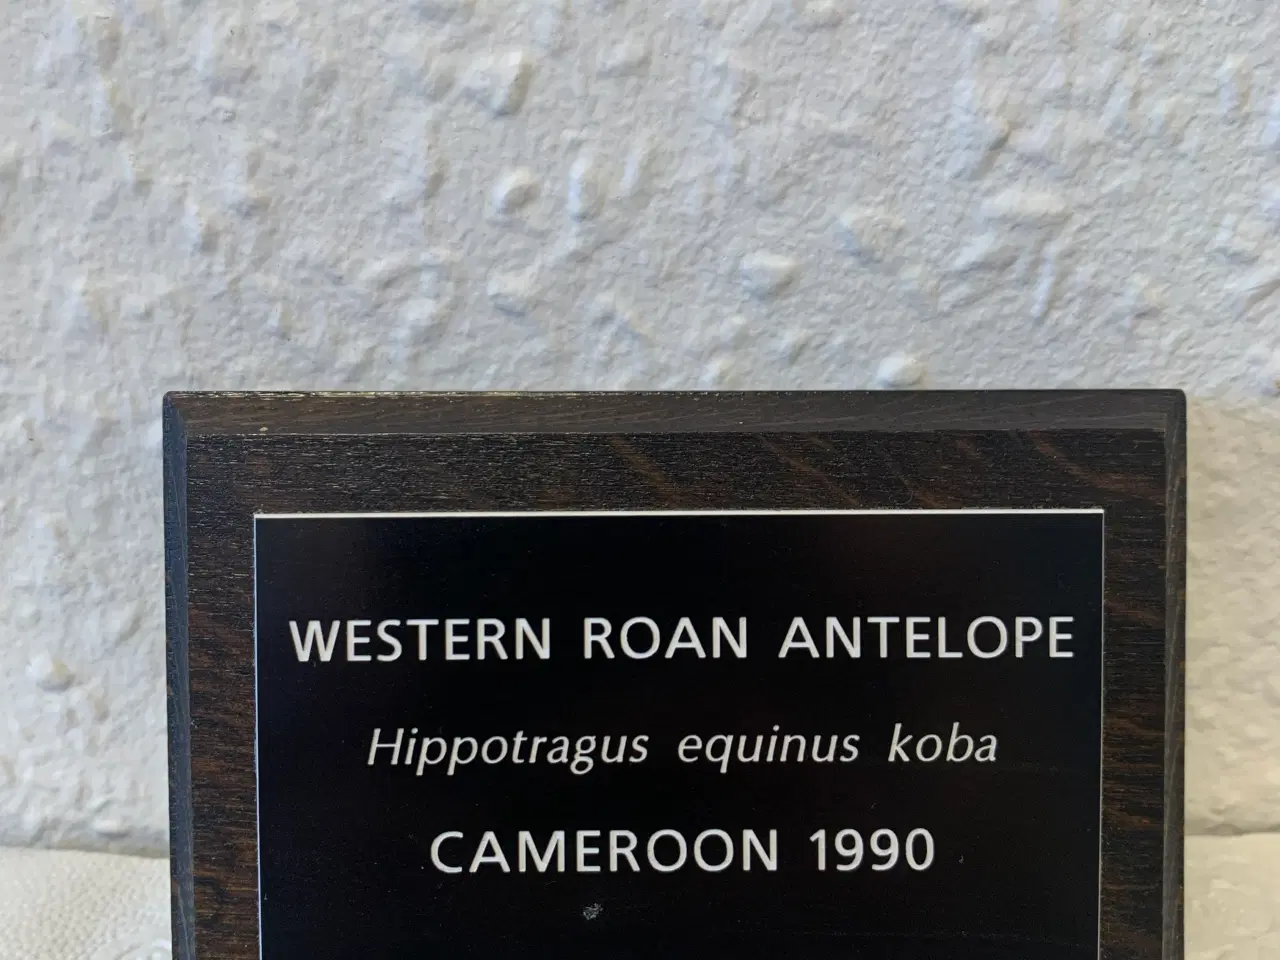 WESTERN ROAN ANTELOPE
Hippotragus equinus koba
CAMEROON 1990